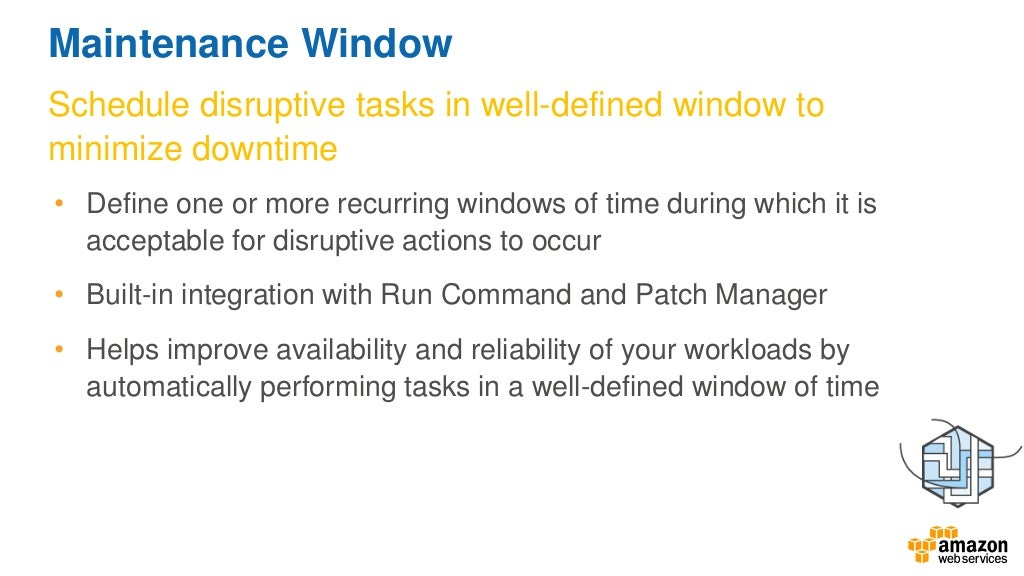 Maintenance Window
Schedule disruptive tasks in well-defined window to
minimize downtime
• Define one or more recurring windows of time during which it is
acceptable for disruptive actions to occur
• Built-in integration with Run Command and Patch Manager
• Helps improve availability and reliability of your workloads by
automatically performing tasks in a well-defined window of time
amazon
web services